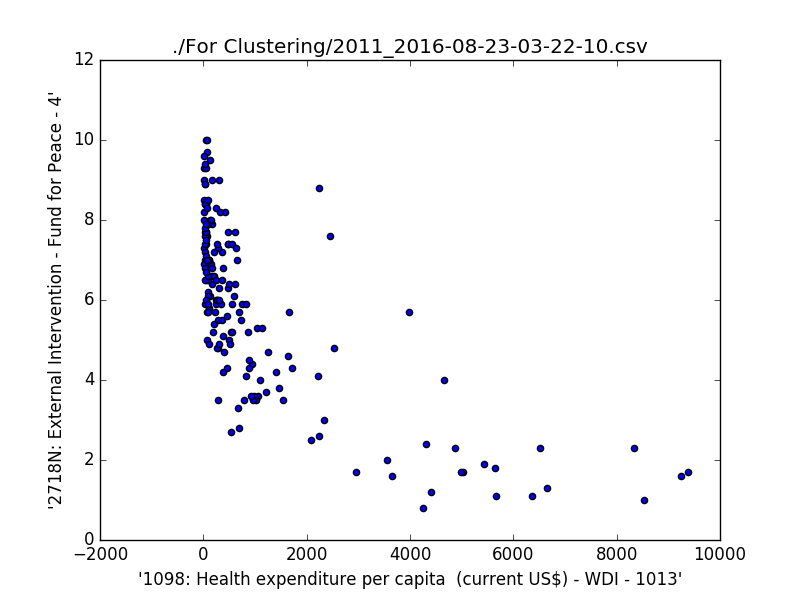 ./For Clustering/2011_2016-08-23-03-22-10.csv
'2718N: External Intervention - Fund for Peace - 4'
12
10
8
6
4
2
0
−2000 0 2000 4000 6000 8000 10000
'1098: Health expenditure per capita  (current US$) - WDI - 1013'